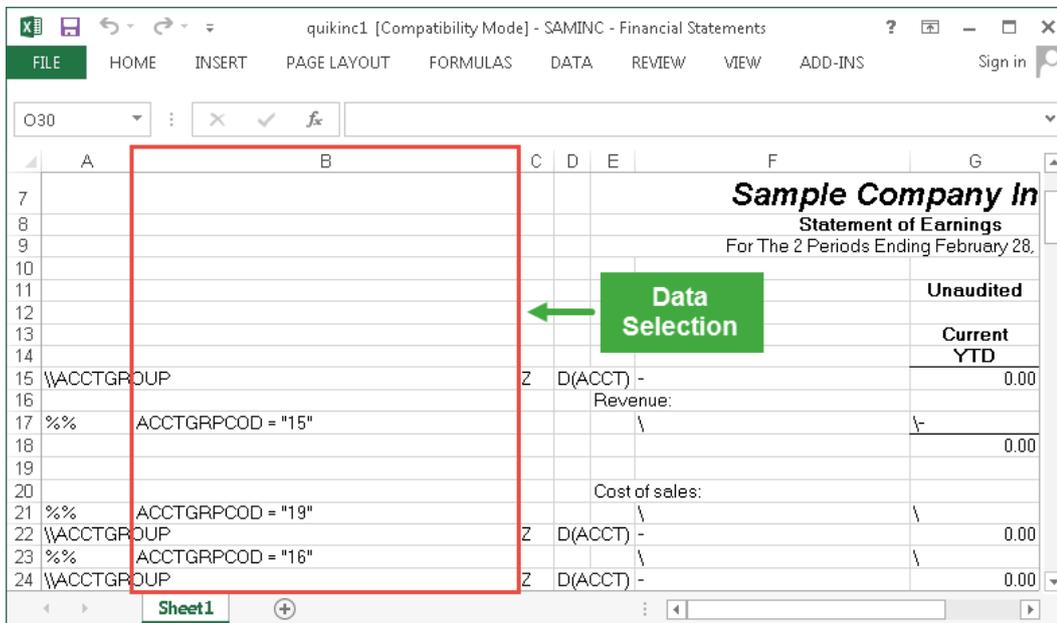 quikinc1 [Compatibility Mode] - SAMINC - Financial Statements ?
FILE HOME INSERT PAGE LAYOUT FORMULAS DATA REVIEW VIEW ADD-INS Sign in
O30 fx
A B C D E F G
7 Sample Company In
8 Statement of Earnings
9 For The 2 Periods Ending February 28,
10
11 Unaudited
12
13 Current
14 YTD
15 \\ACCTGROUP Z D(ACCT) - 0.00
16 Revenue:
17 %% ACCTGRPCOD = "15" \ \-
18 0.00
19
20 Cost of sales:
21 %% ACCTGRPCOD = "19" \ \
22 \\ACCTGROUP Z D(ACCT) - 0.00
23 %% ACCTGRPCOD = "16" \ \
24 \\ACCTGROUP Z D(ACCT) - 0.00
Data
Selection
Sheet1